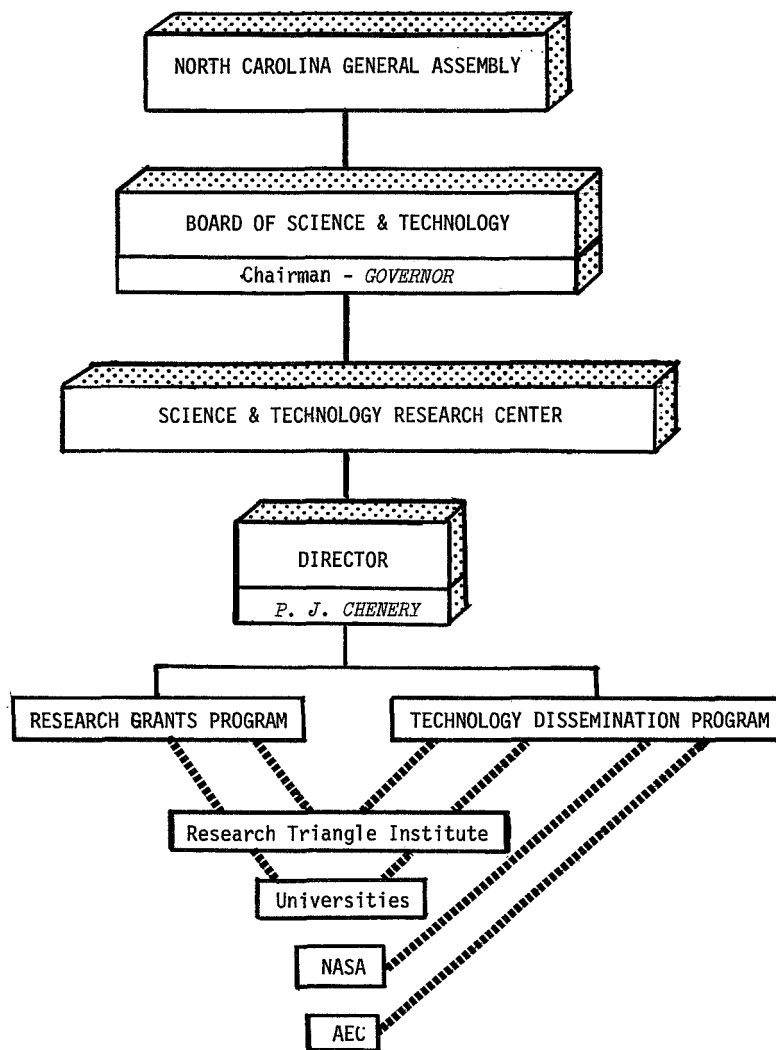 NORTH CAROLINA GENERAL ASSEMBLY
BOARD OF SCIENCE & TECHNOLOGY
Chairman - GOVERNOR
SCIENCE & TECHNOLOGY RESEARCH CENTER
DIRECTOR
P. J. CHENERY
RESEARCH GRANTS PROGRAM
TECHNOLOGY DISSEMINATION PROGRAM
Research Triangle Institute
Universities
NASA
AEC